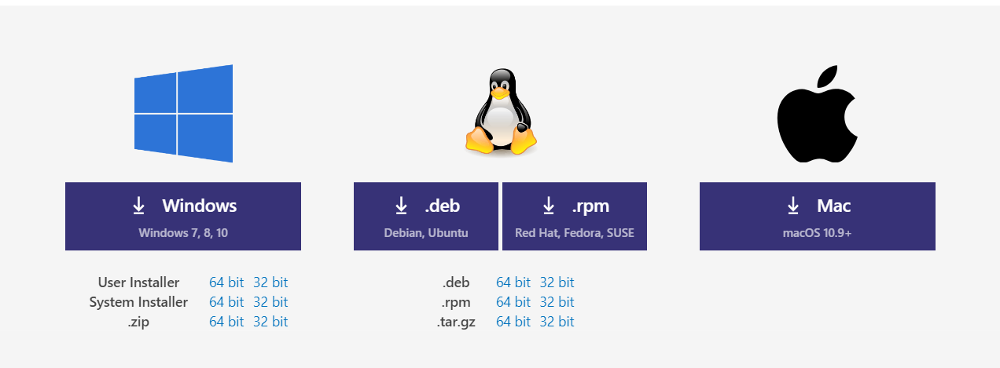 Windows
Windows 7, 8, 10
.deb
Debian, Ubuntu
.rpm
Red Hat, Fedora, SUSE
Mac
macOS 10.9+
User Installer 64 bit 32 bit
System Installer 64 bit 32 bit
.zip 64 bit 32 bit
.deb 64 bit 32 bit
.rpm 64 bit 32 bit
.tar.gz 64 bit 32 bit